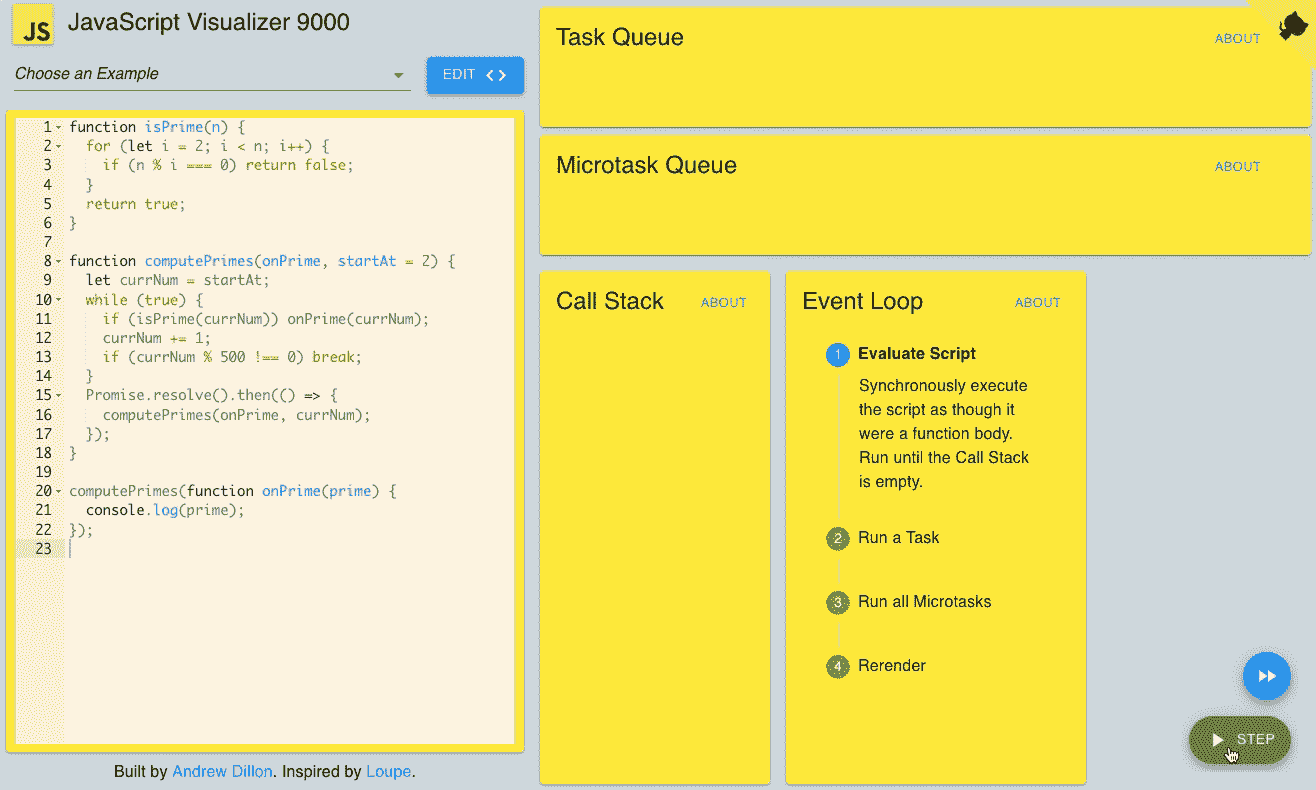 JS
JavaScript Visualizer 9000
Choose an Example
EDIT <>
1 function isPrime(n) {
2   for (let i = 2; i < n; i++) {
3     if (n % i === 0) return false;
4   }
5   return true;
6 }
7
8 function computePrimes(onPrime, startAt = 2) {
9   let currNum = startAt;
10   while (true) {
11     if (isPrime(currNum)) onPrime(currNum);
12     currNum += 1;
13     if (currNum % 500 !== 0) break;
14   }
15   Promise.resolve().then(() => {
16     computePrimes(onPrime, currNum);
17   });
18 }
19
20 computePrimes(function onPrime(prime) {
21   console.log(prime);
22 });
23
Built by Andrew Dillon. Inspired by Loupe.
Task Queue
ABOUT
Microtask Queue
ABOUT
Call Stack
ABOUT
Event Loop
ABOUT
1 Evaluate Script
Synchronously execute
the script as though it
were a function body.
Run until the Call Stack
is empty.
2 Run a Task
3 Run all Microtasks
4 Rerender
STEP